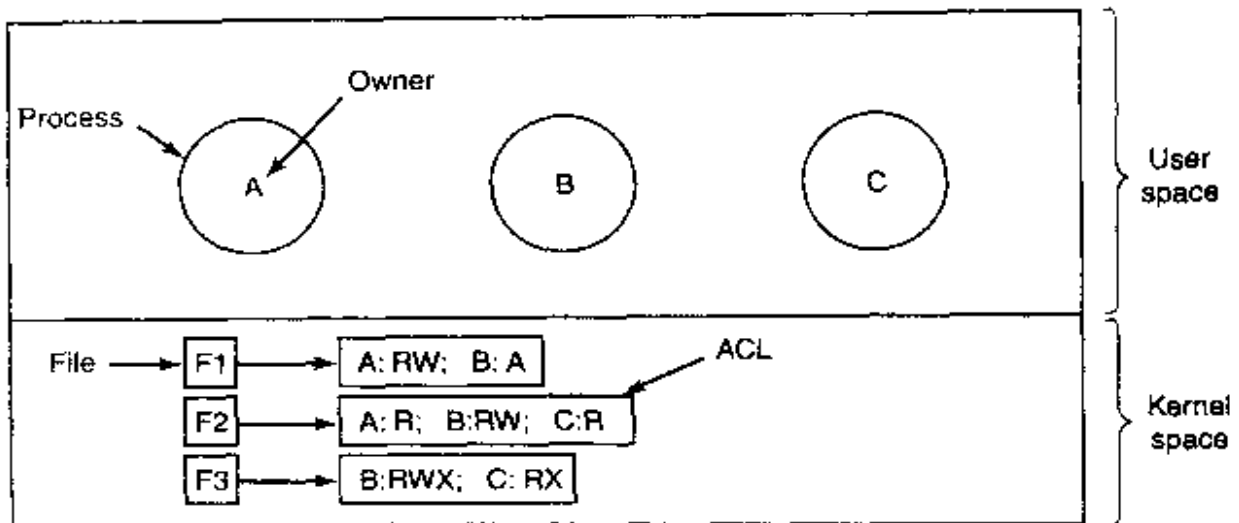 Owner
Process
A
B
C
User
space
File
F1
A: RW; B: A
ACL
F2
A: R; B:RW; C:R
F3
B:RWX; C: RX
Kernel
space